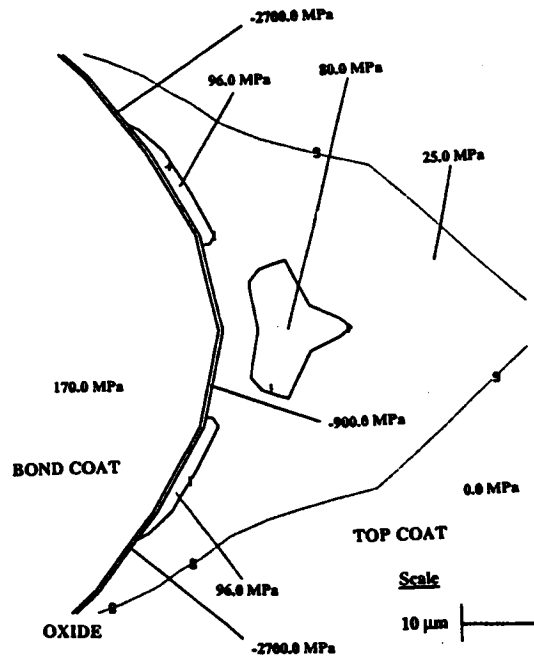 -2700.0 MPa
96.0 MPa
80.0 MPa
25.0 MPa
170.0 MPa
-900.0 MPa
BOND COAT
0.0 MPa
TOP COAT
96.0 MPa
Scale
OXIDE
10 μm
-2700.0 MPa